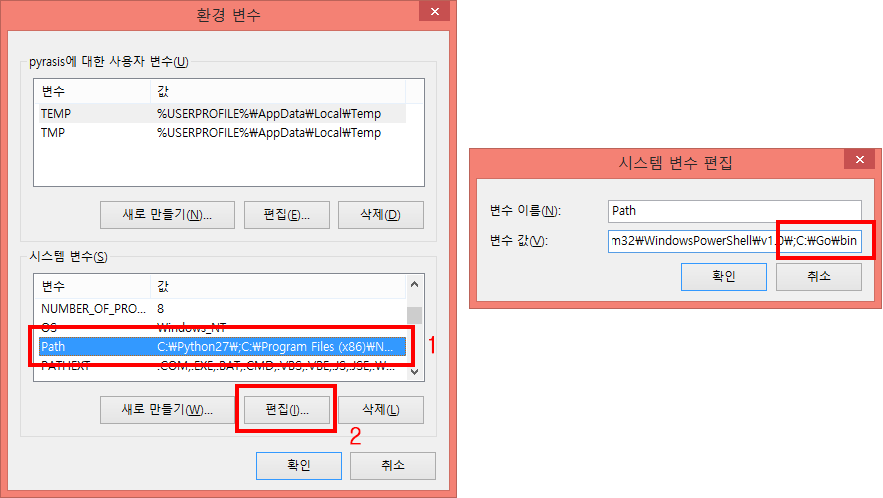 환경 변수
pyrasis에 대한 사용자 변수(U)
변수 값
TEMP %USERPROFILE%₩AppData₩Local₩Temp
TMP %USERPROFILE%₩AppData₩Local₩Temp
새로 만들기(N)... 편집(E)... 삭제(D)
시스템 변수(S)
변수 값
NUMBER_OF_PRO... 8
OS Windows_NT
Path C:₩Python27₩;C:₩Program Files (x86)₩N...
1
PATHEXT .COM;.EXE;.BAT;.CMD;.VBS;.VBE;.JS;.JSE;.W...
새로 만들기(W)... 편집(I)... 삭제(L)
2
확인 취소
시스템 변수 편집
변수 이름(N): Path
변수 값(V): m32₩WindowsPowerShell₩v1.0₩;C:₩Go₩bin
확인 취소